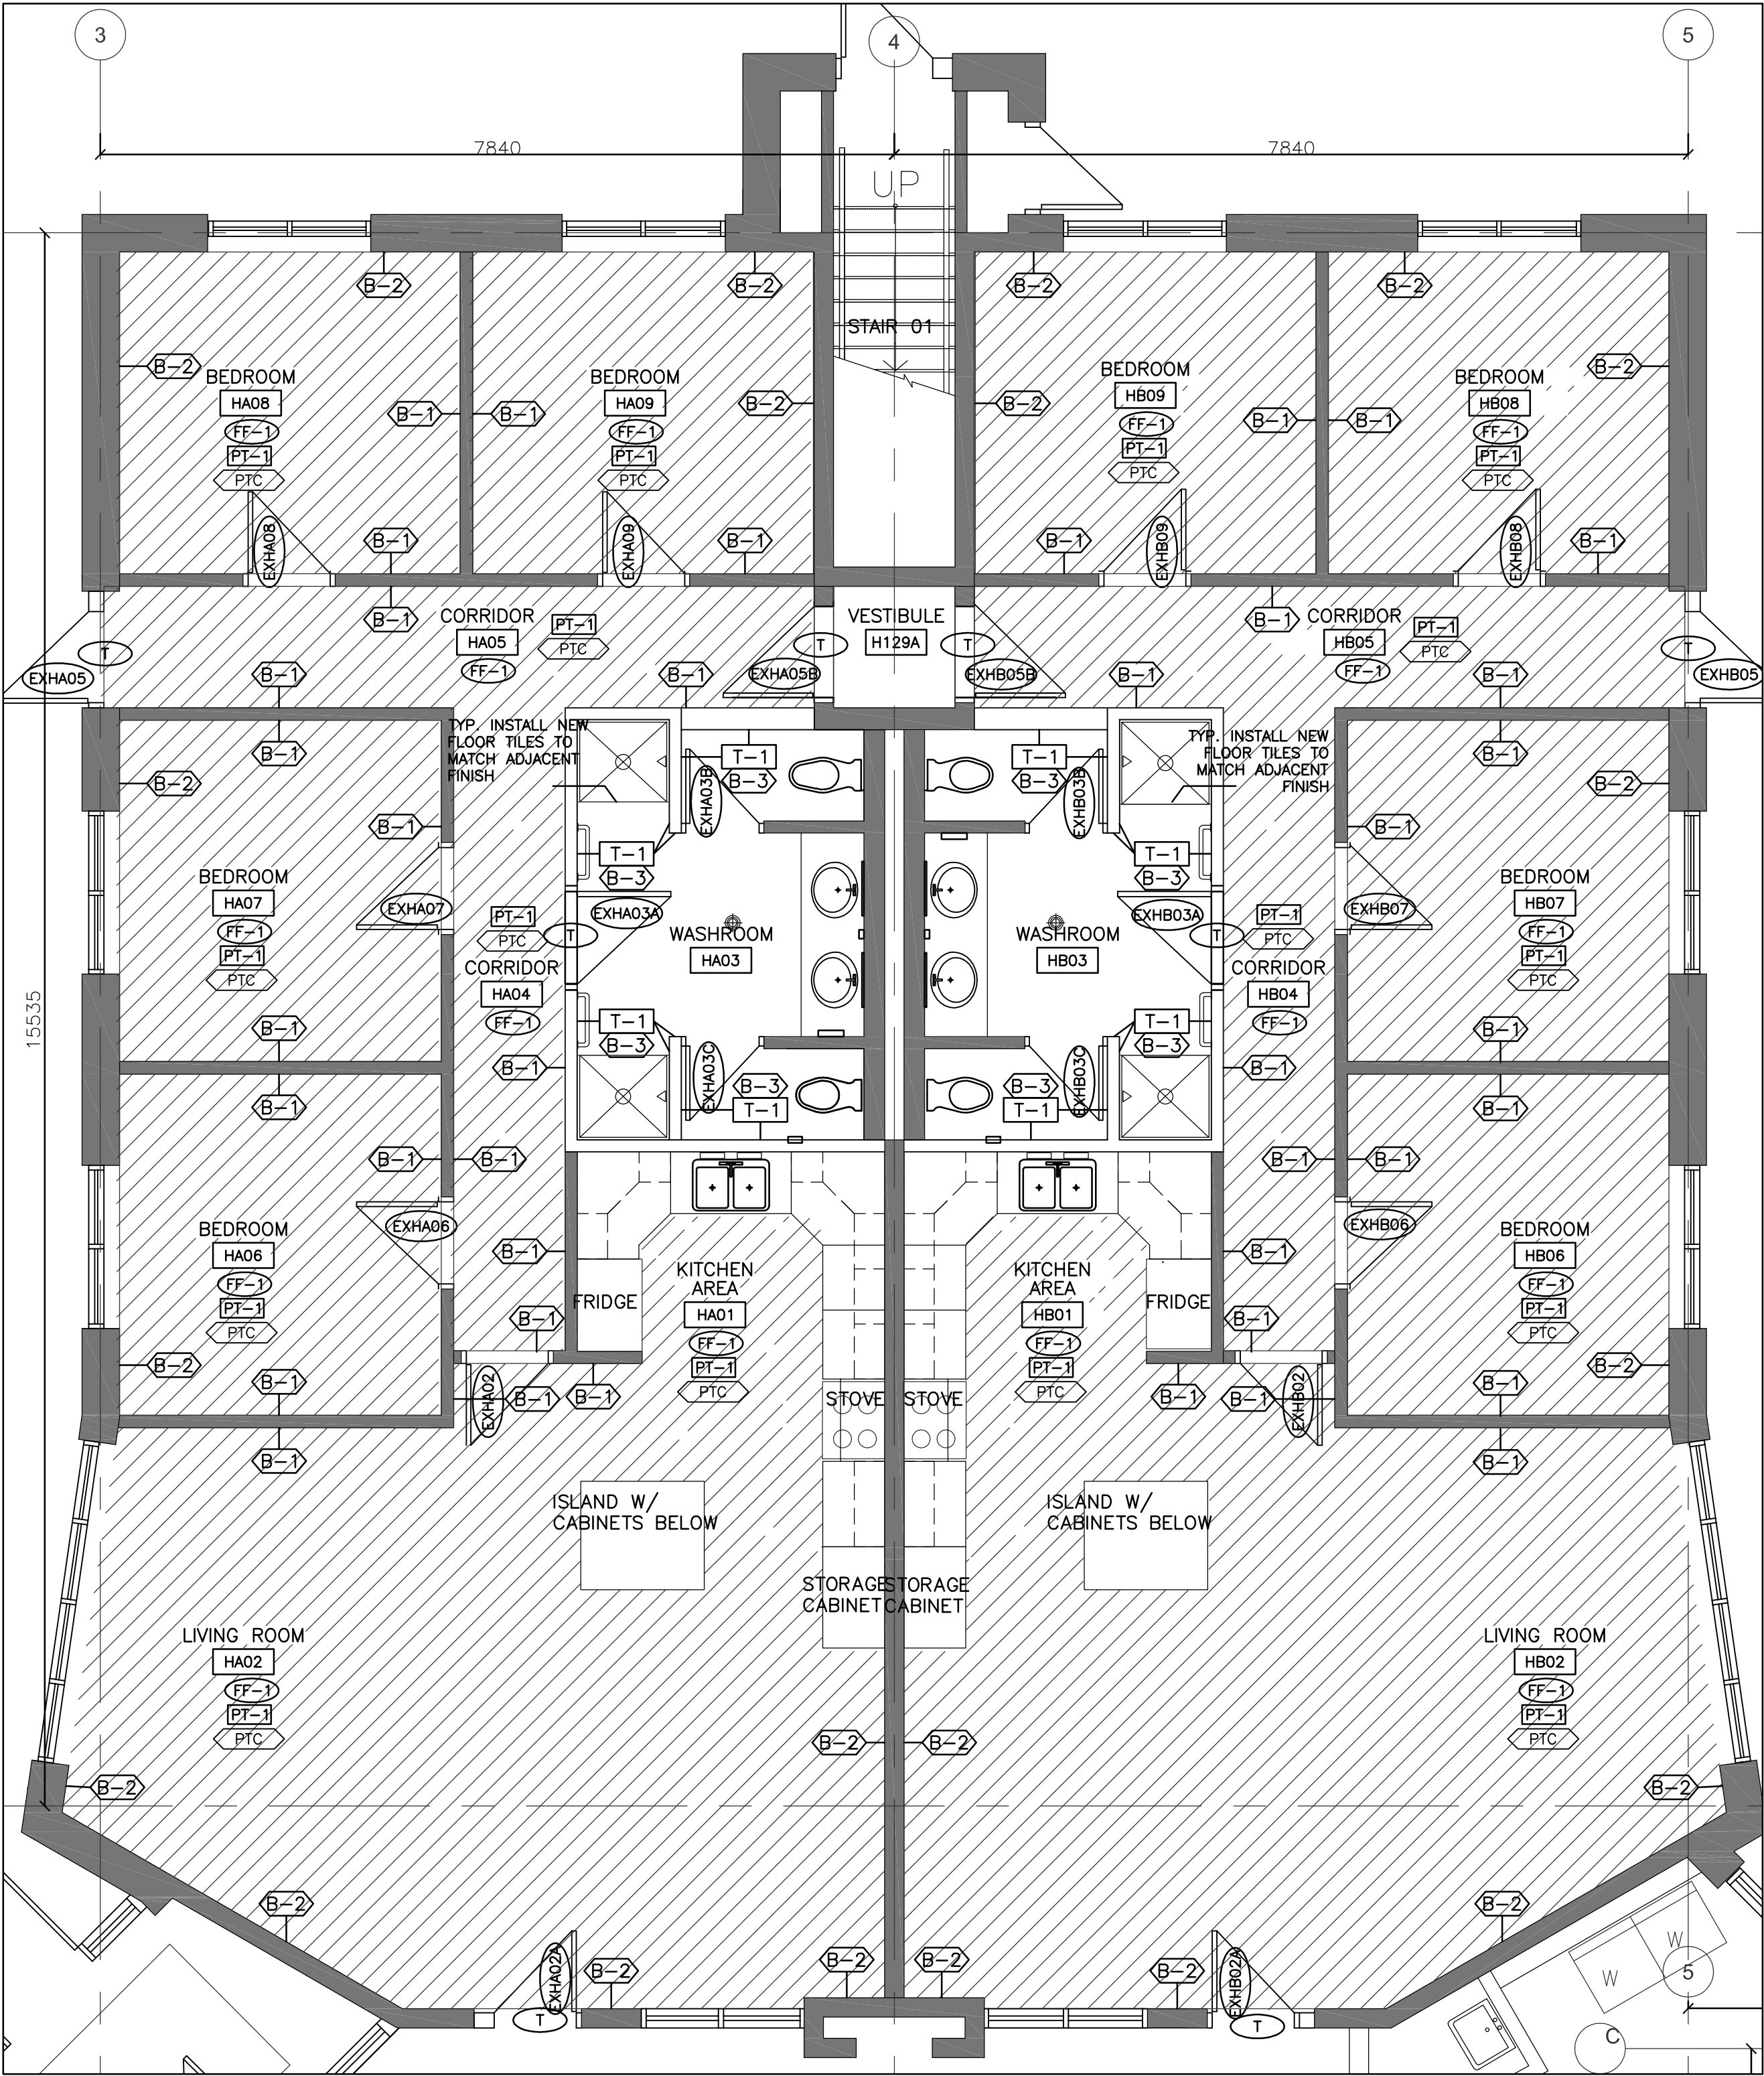 3
4
5
7840
7840
UP
B-2
B-2
B-2
B-2
STAIR 01
B-2
B-2
BEDROOM
HA08
FF-1
PT-1
PTC
BEDROOM
HA09
FF-1
PT-1
PTC
BEDROOM
HB09
FF-1
PT-1
PTC
BEDROOM
HB08
FF-1
PT-1
PTC
B-1
B-1
B-2
B-2
B-1
B-1
EXHA08
B-1
EXHA09
B-1
B-1
EXHB09
EXHB08
B-1
B-1
CORRIDOR
HA05
FF-1
PT-1
PTC
VESTIBULE
H129A
T
T
B-1
CORRIDOR
HB05
FF-1
PT-1
PTC
T
EXHA05
B-1
B-1
EXHA05B
EXHB05B
B-1
B-1
T
EXHB05
TYP. INSTALL NEW
FLOOR TILES TO
MATCH ADJACENT
FINISH
TYP. INSTALL NEW
FLOOR TILES TO
MATCH ADJACENT
FINISH
B-1
B-2
T-1
B-3
EXHA03B
T-1
B-3
EXHB03B
B-1
B-2
B-1
T-1
B-3
T-1
B-3
B-1
BEDROOM
HA07
FF-1
PT-1
PTC
EXHA07
PT-1
PTC
T
EXHA03A
WASHROOM
HA03
WASHROOM
HB03
EXHB03A
T
PT-1
PTC
EXHB07
BEDROOM
HB07
FF-1
PT-1
PTC
CORRIDOR
HA04
FF-1
CORRIDOR
HB04
FF-1
15535
B-1
B-1
T-1
B-3
T-1
B-3
B-1
B-1
EXHA03C
B-3
T-1
B-3
T-1
EXHB03C
B-1
B-1
B-1
B-1
B-1
B-1
BEDROOM
HA06
FF-1
PT-1
PTC
EXHA06
B-1
B-1
EXHB06
BEDROOM
HB06
FF-1
PT-1
PTC
FRIDGE
KITCHEN
AREA
HA01
FF-1
PT-1
PTC
KITCHEN
AREA
HB01
FF-1
PT-1
PTC
FRIDGE
B-1
B-1
B-2
B-1
EXHA02
B-1
B-1
STOVE
STOVE
B-1
B-1
EXHB02
B-1
B-2
B-1
B-1
ISLAND W/
CABINETS BELOW
ISLAND W/
CABINETS BELOW
STORAGE
CABINET
STORAGE
CABINET
LIVING ROOM
HA02
FF-1
PT-1
PTC
LIVING ROOM
HB02
FF-1
PT-1
PTC
B-2
B-2
B-2
B-2
B-2
B-2
EXHA02A
T
B-2
B-2
B-2
B-2
EXHB02A
T
W
W
5
C